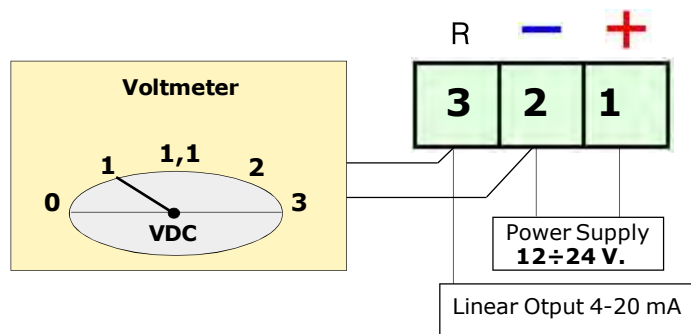 R − +
Voltmeter
3 2 1
0 1 1,1 2 3
VDC
Power Supply
12÷24 V.
Linear Otput 4-20 mA